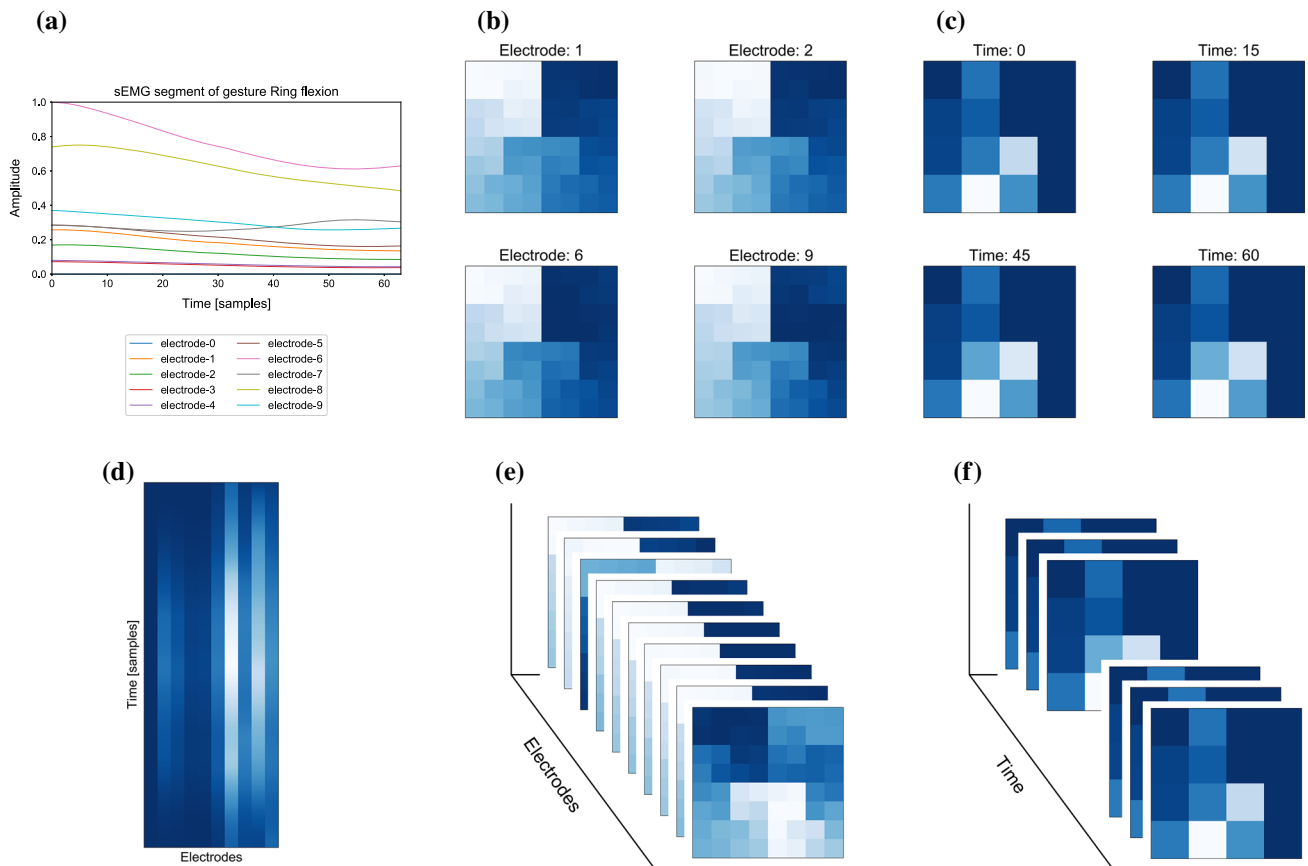 (a)
sEMG segment of gesture Ring flexion
1.0
0.8
0.6
0.4
0.2
0.0
Amplitude
0 10 20 30 40 50 60
Time [samples]
electrode-0
electrode-1
electrode-2
electrode-3
electrode-4
electrode-5
electrode-6
electrode-7
electrode-8
electrode-9
(b)
Electrode: 1
Electrode: 2
Electrode: 6
Electrode: 9
(c)
Time: 0
Time: 15
Time: 45
Time: 60
(d)
Time [samples]
Electrodes
(e)
Electrodes
(f)
Time